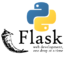 Flask
web development,
one drop at a time